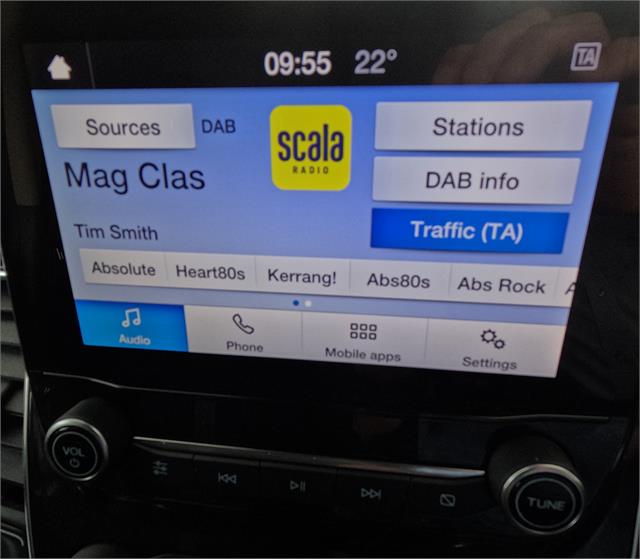 09:55 22° TA
Sources DAB scala Stations
RADIO
Mag Clas DAB info
Tim Smith Traffic (TA)
Absolute Heart80s Kerrang! Abs80s Abs Rock A
Audio Phone Mobile apps Settings
VOL TUNE